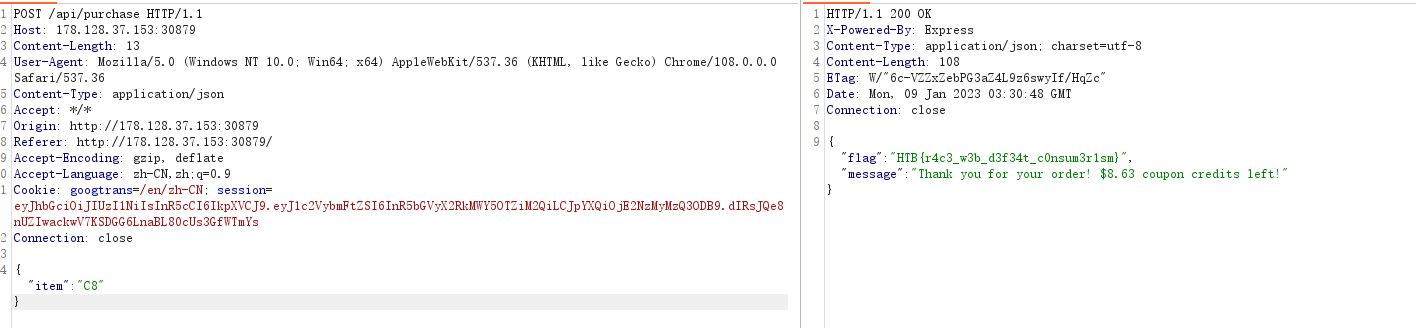 1 POST /api/purchase HTTP/1.1
2 Host: 178.128.37.153:30879
3 Content-Length: 13
4 User-Agent: Mozilla/5.0 (Windows NT 10.0; Win64; x64) AppleWebKit/537.36 (KHTML, like Gecko) Chrome/108.0.0.0
Safari/537.36
5 Content-Type: application/json
6 Accept: */*
7 Origin: http://178.128.37.153:30879
8 Referer: http://178.128.37.153:30879/
9 Accept-Encoding: gzip, deflate
0 Accept-Language: zh-CN,zh;q=0.9
1 Cookie: googtrans=/en/zh-CN; session=
eyJhbGciOiJIUzI1NiIsInR5cCI6IkpXVCJ9.eyJ1c2VybmFtZSI6InR5bGVyX2RkMWY5OTZiM2QiLCJpYXQiOjE2NzMyMzQ3ODB9.dIRsJQe8
nUZIwackwV7KSDGG6LnaBL80cUs3GfWTmYs
2 Connection: close
3
4 {
"item":"C8"
}
1 HTTP/1.1 200 OK
2 X-Powered-By: Express
3 Content-Type: application/json; charset=utf-8
4 Content-Length: 108
5 ETag: W/"6c-VZZxZebPG3aZ4L9z6swyIf/HqZc"
6 Date: Mon, 09 Jan 2023 03:30:48 GMT
7 Connection: close
8
9 {
"flag":"HTB{r4c3_w3b_d3f34t_c0nsum3r1sm}",
"message":"Thank you for your order! $8.63 coupon credits left!"
}